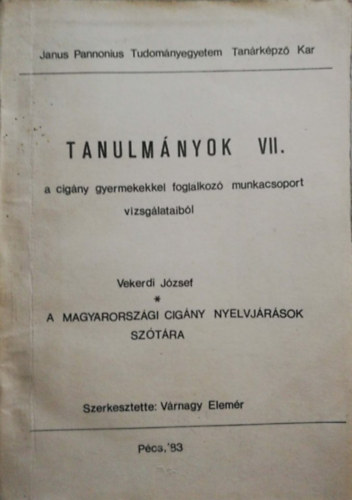 Janus Pannonius Tudományegyetem Tanárképző Kar
TANULMÁNYOK VII.
a cigány gyermekekkel foglalkozó munkacsoport
vizsgálataiból
Vekerdi József
*
A MAGYARORSZÁGI CIGÁNY NYELVJÁRÁSOK
SZÓTÁRA
Szerkesztette: Várnagy Elemér
Pécs,'83